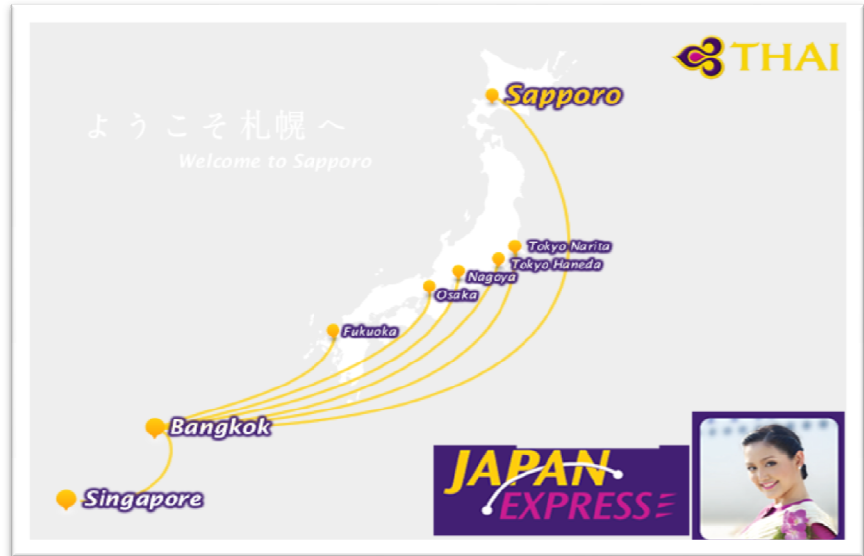 THAI
Sapporo
ようこそ札幌へ
Welcome to Sapporo
Tokyo Narita
Tokyo Haneda
Nagoya
Osaka
Fukuoka
Bangkok
Singapore
JAPAN
EXPRESS